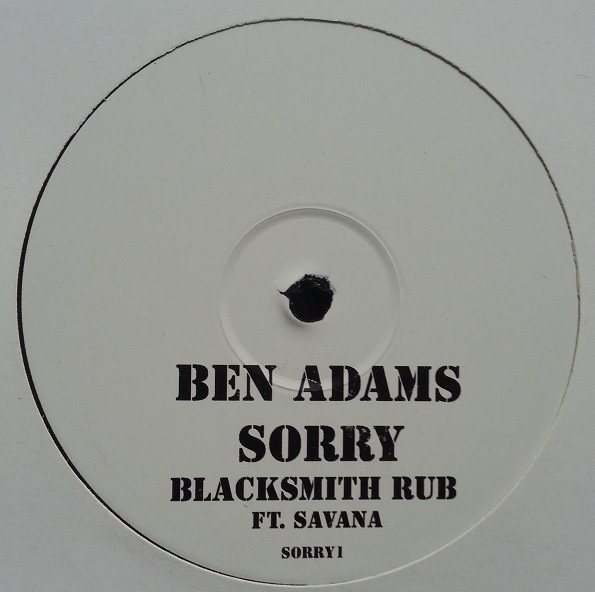 BEN ADAMS
SORRY
BLACKSMITH RUB
FT. SAVANA
SORRY1